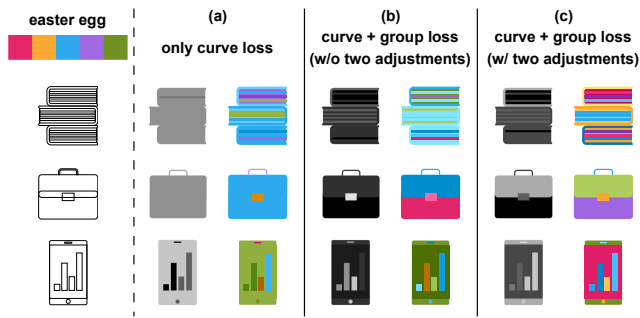 easter egg
(a)
only curve loss
(b)
curve + group loss
(w/o two adjustments)
(c)
curve + group loss
(w/ two adjustments)